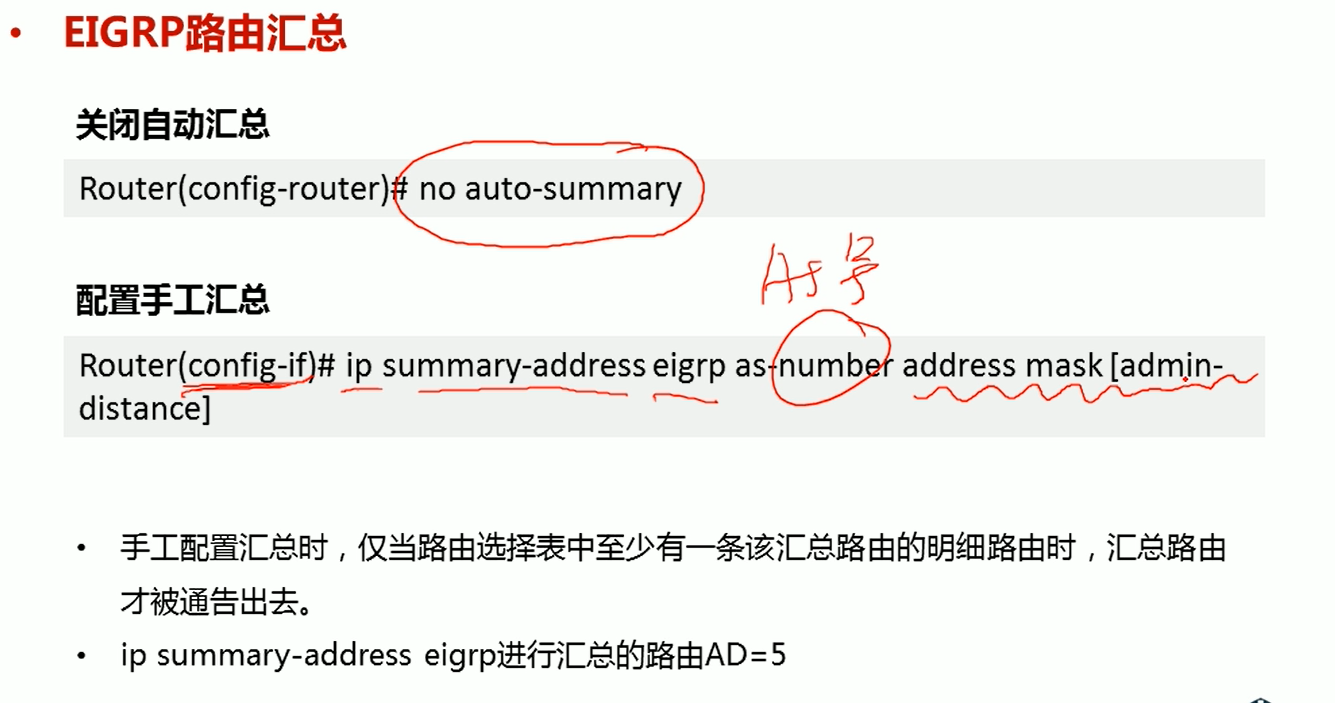 EIGRP路由汇总
关闭自动汇总
Router(config-router)# no auto-summary
As号
配置手工汇总
Router(config-if)# ip summary-address eigrp as-number address mask [admin-
distance]
手工配置汇总时，仅当路由选择表中至少有一条该汇总路由的明细路由时，汇总路由
才被通告出去。
ip summary-address eigrp进行汇总的路由AD=5